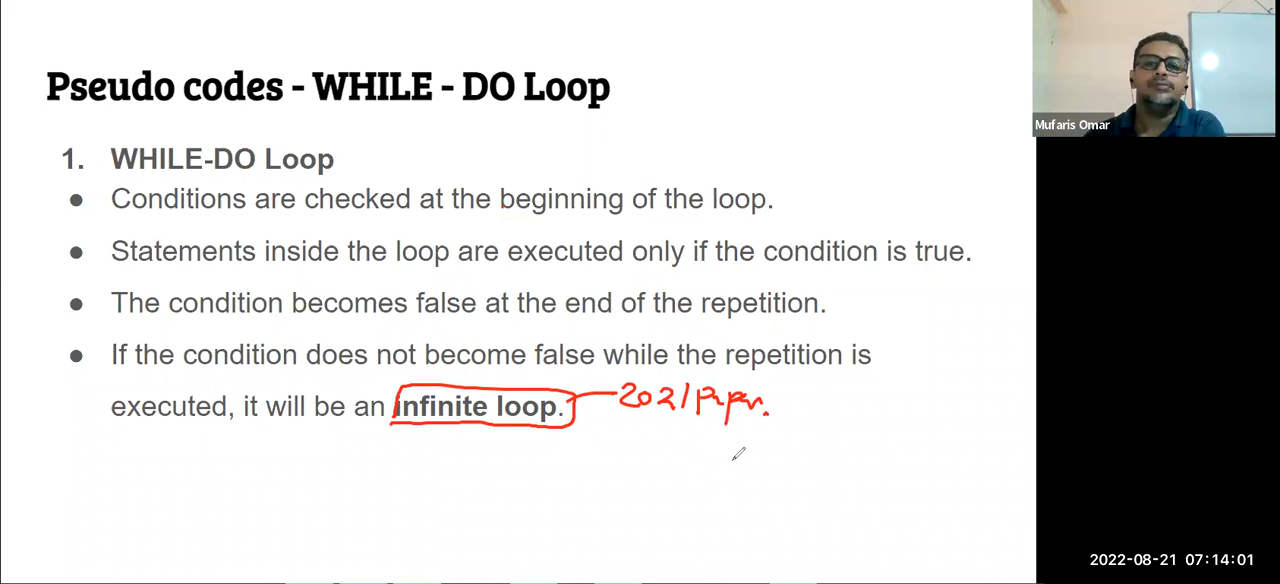 Pseudo codes - WHILE - DO Loop
Mufaris Omar
1. WHILE-DO Loop
● Conditions are checked at the beginning of the loop.
● Statements inside the loop are executed only if the condition is true.
● The condition becomes false at the end of the repetition.
● If the condition does not become false while the repetition is
executed, it will be an infinite loop.
2021
2022-08-21 07:14:01